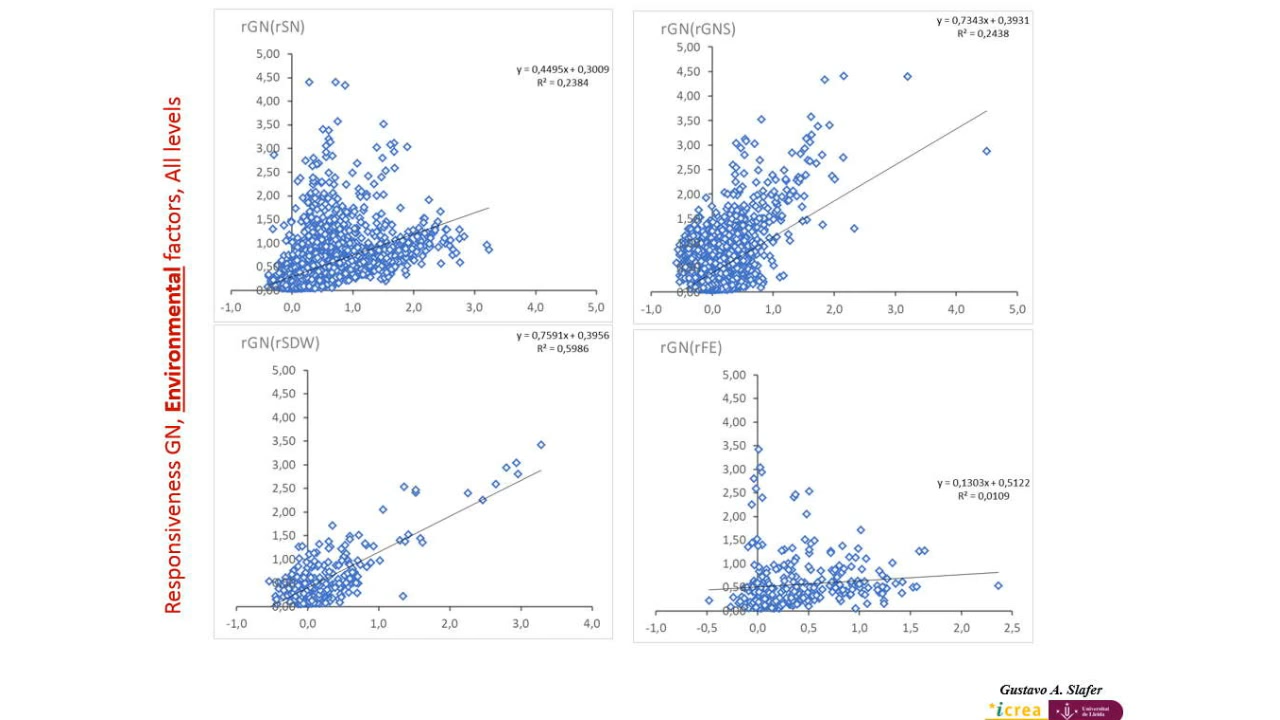 Responsiveness GN, Environmental factors, All levels
rGN(rSN)
y = 0,4495x + 0,3009
R² = 0,2384
5,00
4,50
4,00
3,50
3,00
2,50
2,00
1,50
1,00
0,50
0,00
-1,0 0,0 1,0 2,0 3,0 4,0 5,0
rGN(rGNS)
y = 0,7343x + 0,3931
R² = 0,2438
5,00
4,50
4,00
3,50
3,00
2,50
2,00
1,50
1,00
0,50
0,00
-1,0 0,0 1,0 2,0 3,0 4,0 5,0
rGN(rSDW)
y = 0,7591x + 0,3956
R² = 0,5986
5,00
4,50
4,00
3,50
3,00
2,50
2,00
1,50
1,00
0,50
0,00
-1,0 0,0 1,0 2,0 3,0 4,0
rGN(rFE)
y = 0,1303x + 0,5122
R² = 0,0109
5,00
4,50
4,00
3,50
3,00
2,50
2,00
1,50
1,00
0,50
0,00
-1,0 -0,5 0,0 0,5 1,0 1,5 2,0 2,5
Gustavo A. Slafer
*icrea
Universitat
de Lleida